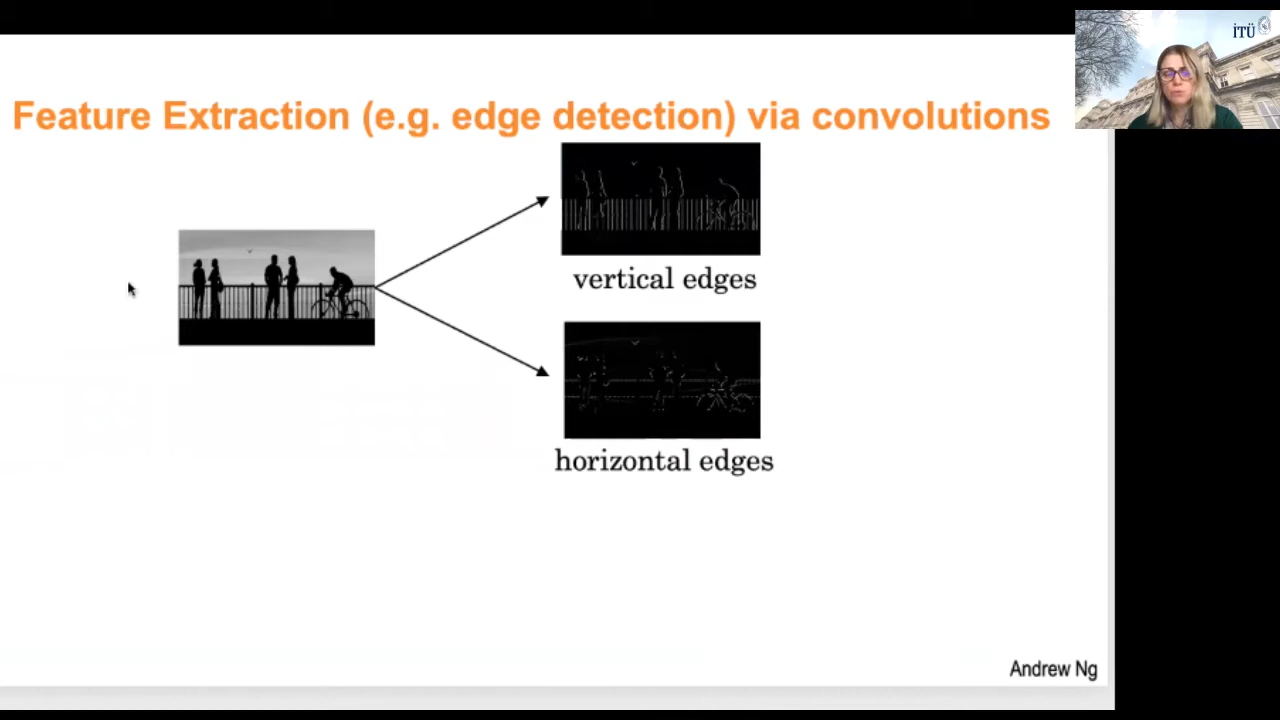 İTÜ
Feature Extraction (e.g. edge detection) via convolutions
vertical edges
horizontal edges
Andrew Ng